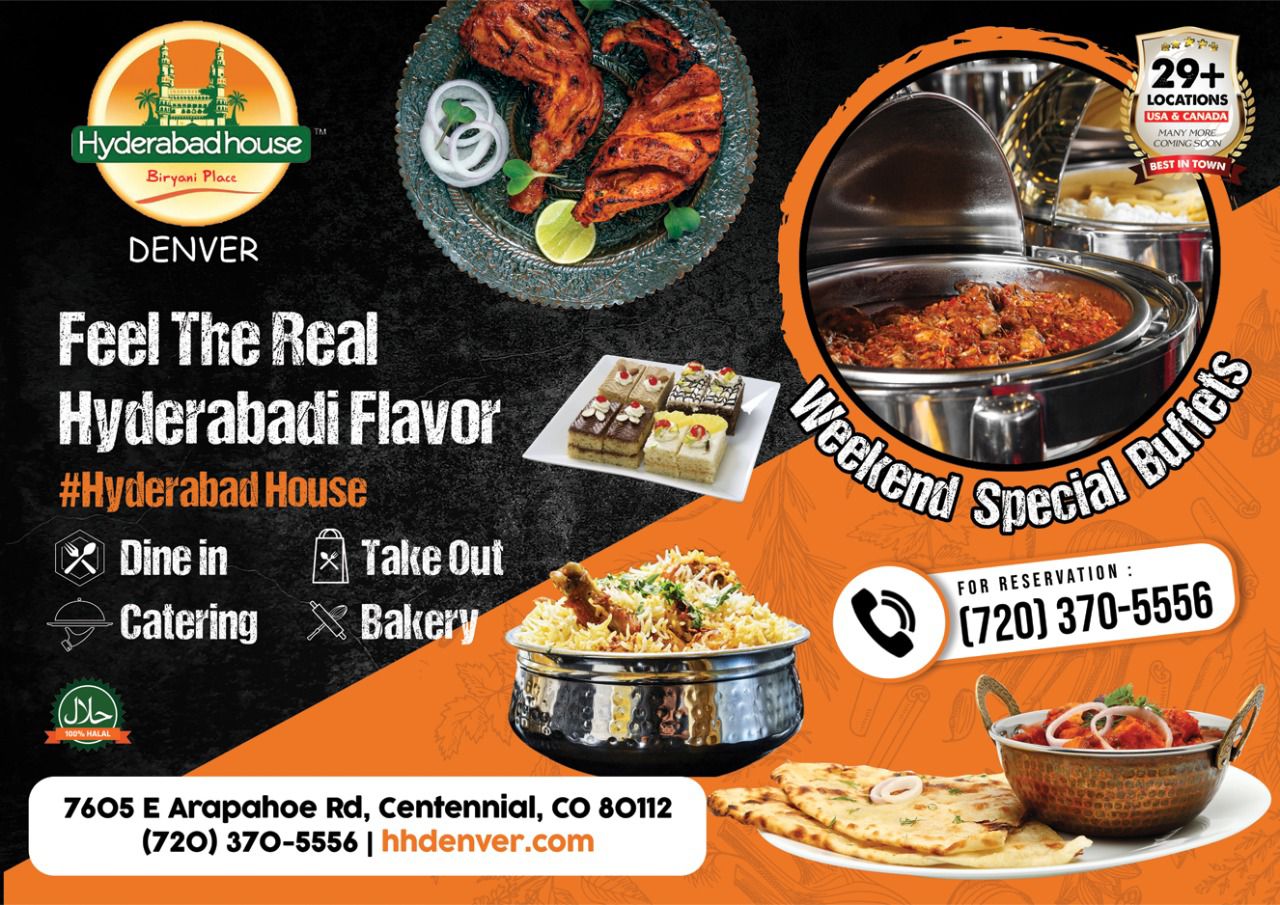 Hyderabad house
TM
Biryani Place
DENVER
Feel The Real
Hyderabadi Flavor
#Hyderabad House
Dine in
Take Out
Catering
Bakery
حلال
100% HALAL
7605 E Arapahoe Rd, Centennial, CO 80112
(720) 370-5556 | hhdenver.com
29+
LOCATIONS
USA & CANADA
MANY MORE
COMING SOON
BEST IN TOWN
Weekend Special Buffets
FOR RESERVATION :
(720) 370-5556